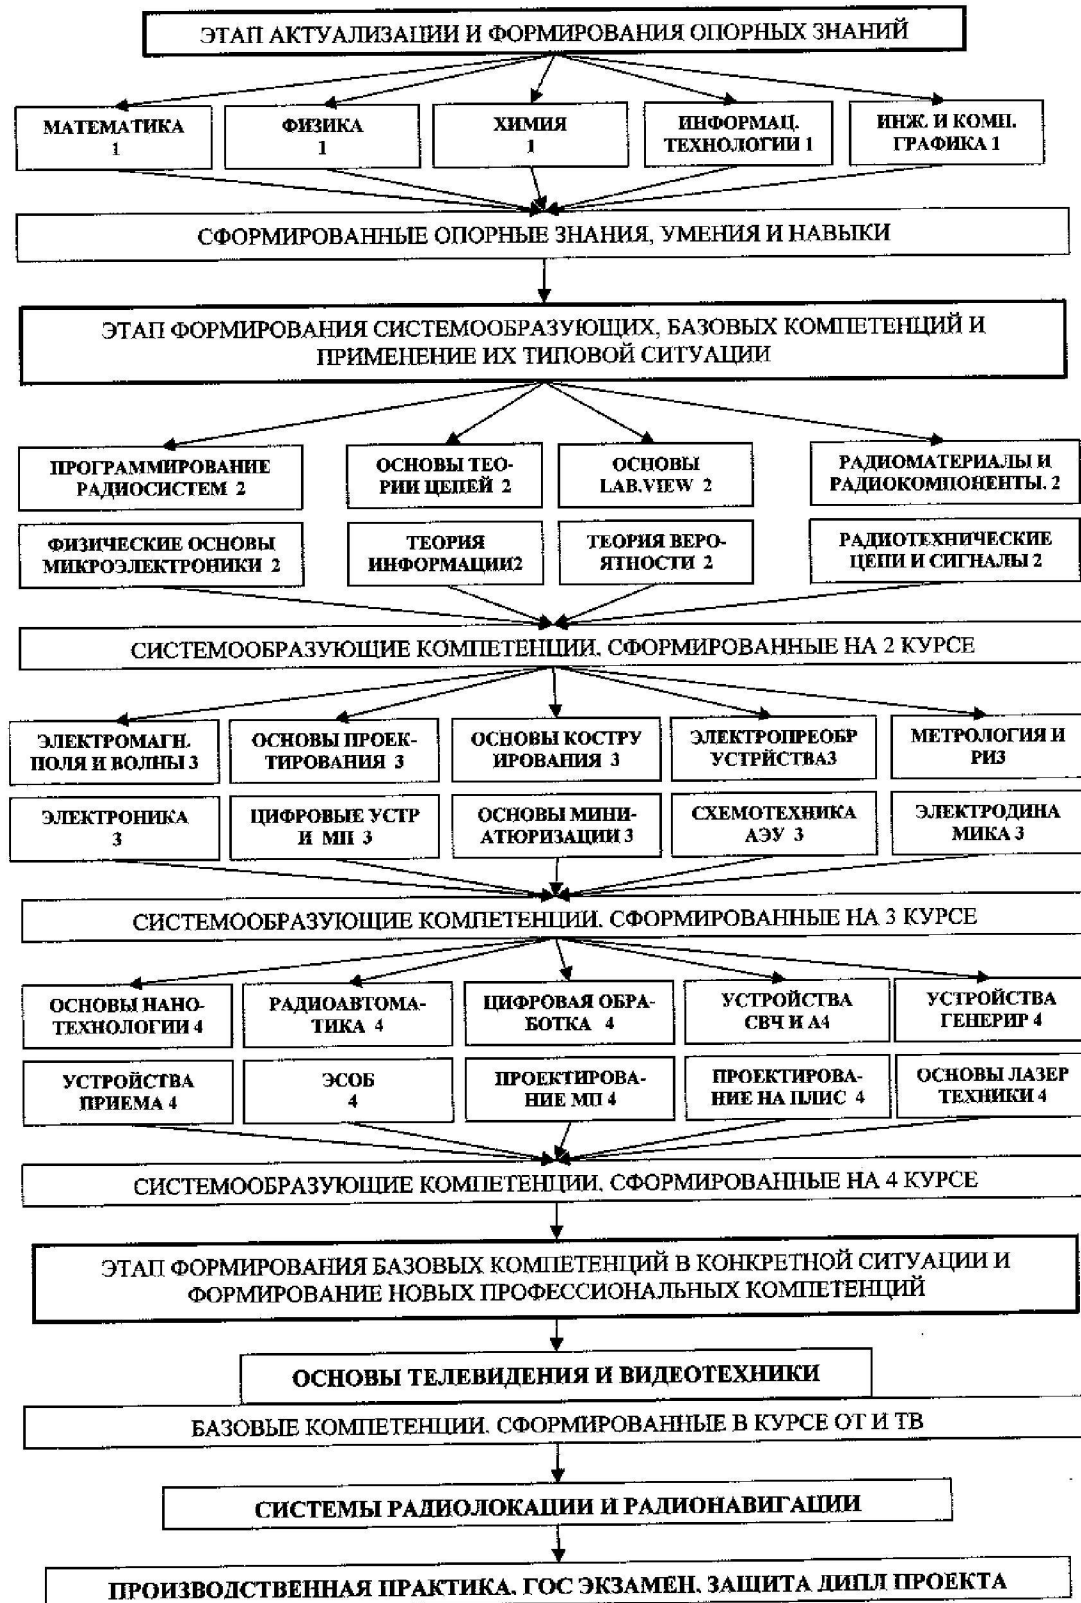 ЭТАП АКТУАЛИЗАЦИИ И ФОРМИРОВАНИЯ ОПОРНЫХ ЗНАНИЙ
МАТЕМАТИКА
1
ФИЗИКА
1
ХИМИЯ
1
ИНФОРМАЦ.
ТЕХНОЛОГИИ 1
ИНЖ. И КОМП.
ГРАФИКА 1
СФОРМИРОВАННЫЕ ОПОРНЫЕ ЗНАНИЯ, УМЕНИЯ И НАВЫКИ
ЭТАП ФОРМИРОВАНИЯ СИСТЕМООБРАЗУЮЩИХ, БАЗОВЫХ КОМПЕТЕНЦИЙ И
ПРИМЕНЕНИЕ ИХ ТИПОВОЙ СИТУАЦИИ
ПРОГРАММИРОВАНИЕ
РАДИОСИСТЕМ 2
ОСНОВЫ ТЕО-
РИИ ЦЕПЕЙ 2
ОСНОВЫ
LAB.VIEW 2
РАДИОМАТЕРИАЛЫ И
РАДИОКОМПОНЕНТЫ. 2
ФИЗИЧЕСКИЕ ОСНОВЫ
МИКРОЭЛЕКТРОНИКИ 2
ТЕОРИЯ
ИНФОРМАЦИИ2
ТЕОРИЯ ВЕРО-
ЯТНОСТИ 2
РАДИОТЕХНИЧЕСКИЕ
ЦЕПИ И СИГНАЛЫ 2
СИСТЕМООБРАЗУЮЩИЕ КОМПЕТЕНЦИИ. СФОРМИРОВАННЫЕ НА 2 КУРСЕ
ЭЛЕКТРОМАГН.
ПОЛЯ И ВОЛНЫ 3
ОСНОВЫ ПРОЕК-
ТИРОВАНИЯ 3
ОСНОВЫ КОСТРУ
ИРОВАНИЯ 3
ЭЛЕКТРОПРЕОБР
УСТРЙСТВА3
МЕТРОЛОГИЯ И
РИ3
ЭЛЕКТРОНИКА
3
ЦИФРОВЫЕ УСТР
И МП 3
ОСНОВЫ МИНИ-
АТЮРИЗАЦИИ 3
СХЕМОТЕХНИКА
АЭУ 3
ЭЛЕКТРОДИНА
МИКА 3
СИСТЕМООБРАЗУЮЩИЕ КОМПЕТЕНЦИИ. СФОРМИРОВАННЫЕ НА 3 КУРСЕ
ОСНОВЫ НАНО-
ТЕХНОЛОГИИ 4
РАДИОАВТОМА-
ТИКА 4
ЦИФРОВАЯ ОБРА-
БОТКА 4
УСТРОЙСТВА
СВЧ И А4
УСТРОЙСТВА
ГЕНЕРИР 4
УСТРОЙСТВА
ПРИЕМА 4
ЭСОБ
4
ПРОЕКТИРОВА-
НИЕ МП 4
ПРОЕКТИРОВА-
НИЕ НА ПЛИС 4
ОСНОВЫ ЛАЗЕР
ТЕХНИКИ 4
СИСТЕМООБРАЗУЮЩИЕ КОМПЕТЕНЦИИ. СФОРМИРОВАННЫЕ НА 4 КУРСЕ
ЭТАП ФОРМИРОВАНИЯ БАЗОВЫХ КОМПЕТЕНЦИЙ В КОНКРЕТНОЙ СИТУАЦИИ И
ФОРМИРОВАНИЕ НОВЫХ ПРОФЕССИОНАЛЬНЫХ КОМПЕТЕНЦИЙ
ОСНОВЫ ТЕЛЕВИДЕНИЯ И ВИДЕОТЕХНИКИ
БАЗОВЫЕ КОМПЕТЕНЦИИ. СФОРМИРОВАННЫЕ В КУРСЕ ОТ И ТВ
СИСТЕМЫ РАДИОЛОКАЦИИ И РАДИОНАВИГАЦИИ
ПРОИЗВОДСТВЕННАЯ ПРАКТИКА. ГОС ЭКЗАМЕН. ЗАЩИТА ДИПЛ ПРОЕКТА